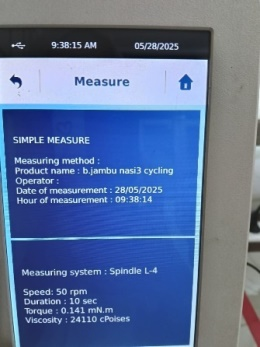 9:38:15 AM 05/28/2025
Measure
SIMPLE MEASURE
Measuring method :
Product name : b.jambu nasi3 cycling
Operator :
Date of measurement : 28/05/2025
Hour of measurement : 09:38:14
Measuring system : Spindle L-4
Speed: 50 rpm
Duration : 10 sec
Torque : 0.141 mN.m
Viscosity : 24110 cPoises